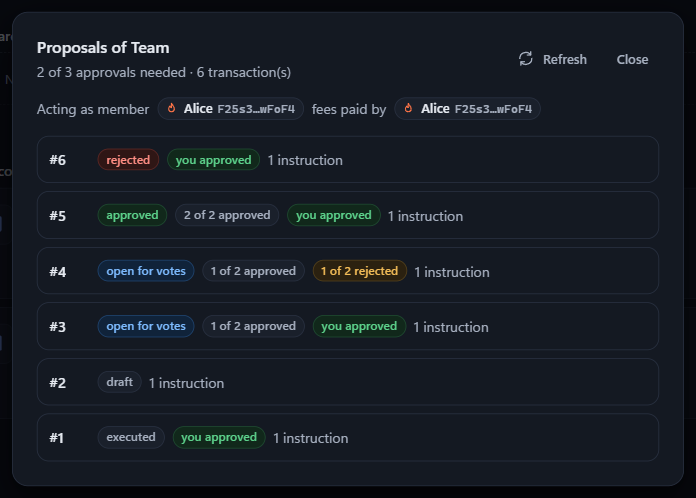 Proposals of Team
2 of 3 approvals needed · 6 transaction(s)
Refresh
Close
Acting as member Alice F25s3…wFoF4 fees paid by Alice F25s3…wFoF4
#6 rejected you approved 1 instruction
#5 approved 2 of 2 approved you approved 1 instruction
#4 open for votes 1 of 2 approved 1 of 2 rejected 1 instruction
#3 open for votes 1 of 2 approved you approved 1 instruction
#2 draft 1 instruction
#1 executed you approved 1 instruction